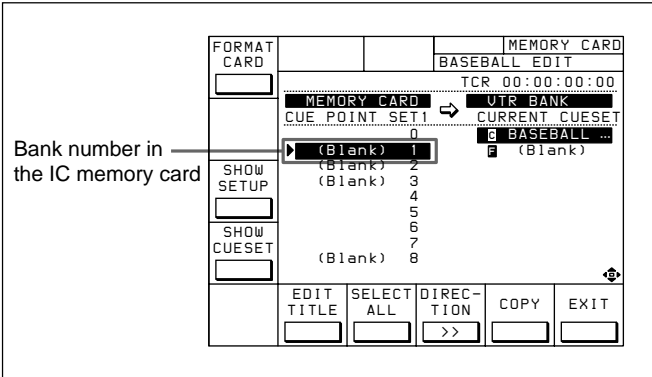 FORMAT
CARD
MEMORY CARD
BASEBALL EDIT
TCR 00:00:00:00
MEMORY CARD ⇨ VTR BANK
CUE POINT SET1 CURRENT CUESET
0 C BASEBALL …
▶ (Blank) 1 F (Blank)
(Blank) 2
(Blank) 3
4
5
6
7
(Blank) 8
Bank number in
the IC memory card
SHOW
SETUP
SHOW
CUESET
EDIT
TITLE
SELECT
ALL
DIREC-
TION
>>
COPY
EXIT